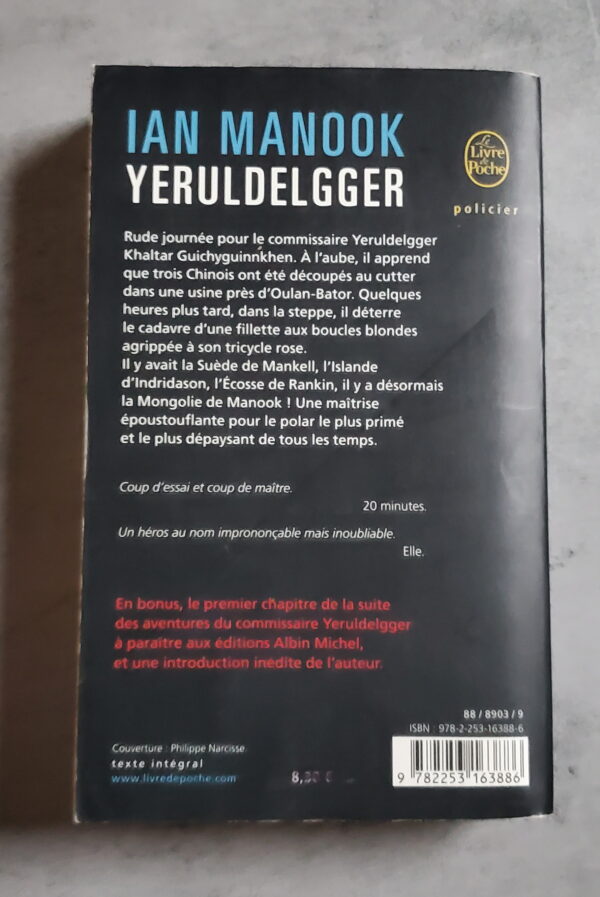 IAN MANOOK
YERULDELGGER
Le
Livre
de
Poche
policier
Rude journée pour le commissaire Yeruldelgger
Khaltar Guichyguinnkhen. À l'aube, il apprend
que trois Chinois ont été découpés au cutter
dans une usine près d'Oulan-Bator. Quelques
heures plus tard, dans la steppe, il déterre
le cadavre d'une fillette aux boucles blondes
agrippée à son tricycle rose.
Il y avait la Suède de Mankell, l'Islande
d'Indridason, l'Écosse de Rankin, il y a désormais
la Mongolie de Manook ! Une maîtrise
époustouflante pour le polar le plus primé
et le plus dépaysant de tous les temps.
Coup d'essai et coup de maître.
20 minutes.
Un héros au nom imprononçable mais inoubliable.
Elle.
En bonus, le premier chapitre de la suite
des aventures du commissaire Yeruldelgger
à paraître aux éditions Albin Michel,
et une introduction inédite de l'auteur.
88 / 8903 / 9
ISBN : 978-2-253-16388-6
Couverture : Philippe Narcisse.
texte intégral
www.livredepoche.com
9 782253 163886